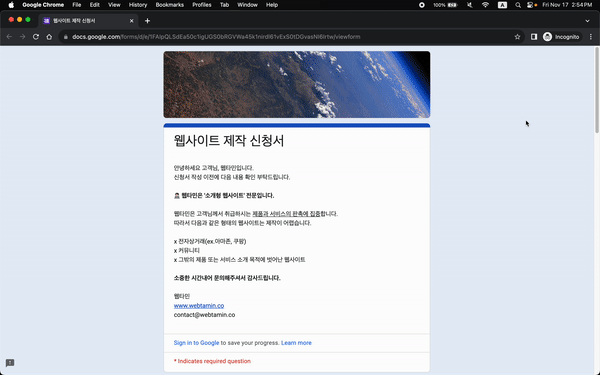 Google Chrome File Edit View History Bookmarks Profiles Tab Window Help
100% Fri Nov 17 2:54 PM
웹사이트 제작 신청서
Incognito
웹사이트 제작 신청서
안녕하세요 고객님, 웹타민입니다.
신청서 작성 이전에 다음 내용 확인 부탁드립니다.
웹타민은 '소개형 웹사이트' 전문입니다.
웹타민은 고객님께서 취급하시는 제품과 서비스의 판촉에 집중합니다.
따라서 다음과 같은 형태의 웹사이트는 제작이 어렵습니다.
x 전자상거래(ex.아마존, 쿠팡)
x 커뮤니티
x 그밖의 제품 또는 서비스 소개 목적에 벗어난 웹사이트
소중한 시간내어 문의해주셔서 감사드립니다.
웹타민
www.webtamin.co
contact@webtamin.co
Sign in to Google to save your progress. Learn more
* Indicates required question